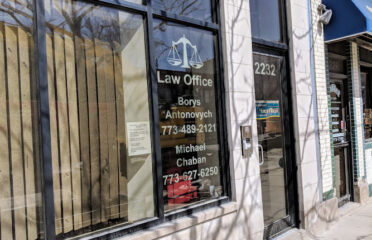 Law Office
Borys
Antonovych
773-489-2121
Michael
Chaban
773-627-6250
2232